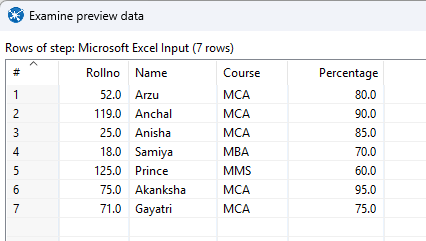 Examine preview data
Rows of step: Microsoft Excel Input (7 rows)
# Rollno Name Course Percentage
1 52.0 Arzu MCA 80.0
2 119.0 Anchal MCA 90.0
3 25.0 Anisha MCA 85.0
4 18.0 Samiya MBA 70.0
5 125.0 Prince MMS 60.0
6 75.0 Akanksha MCA 95.0
7 71.0 Gayatri MCA 75.0